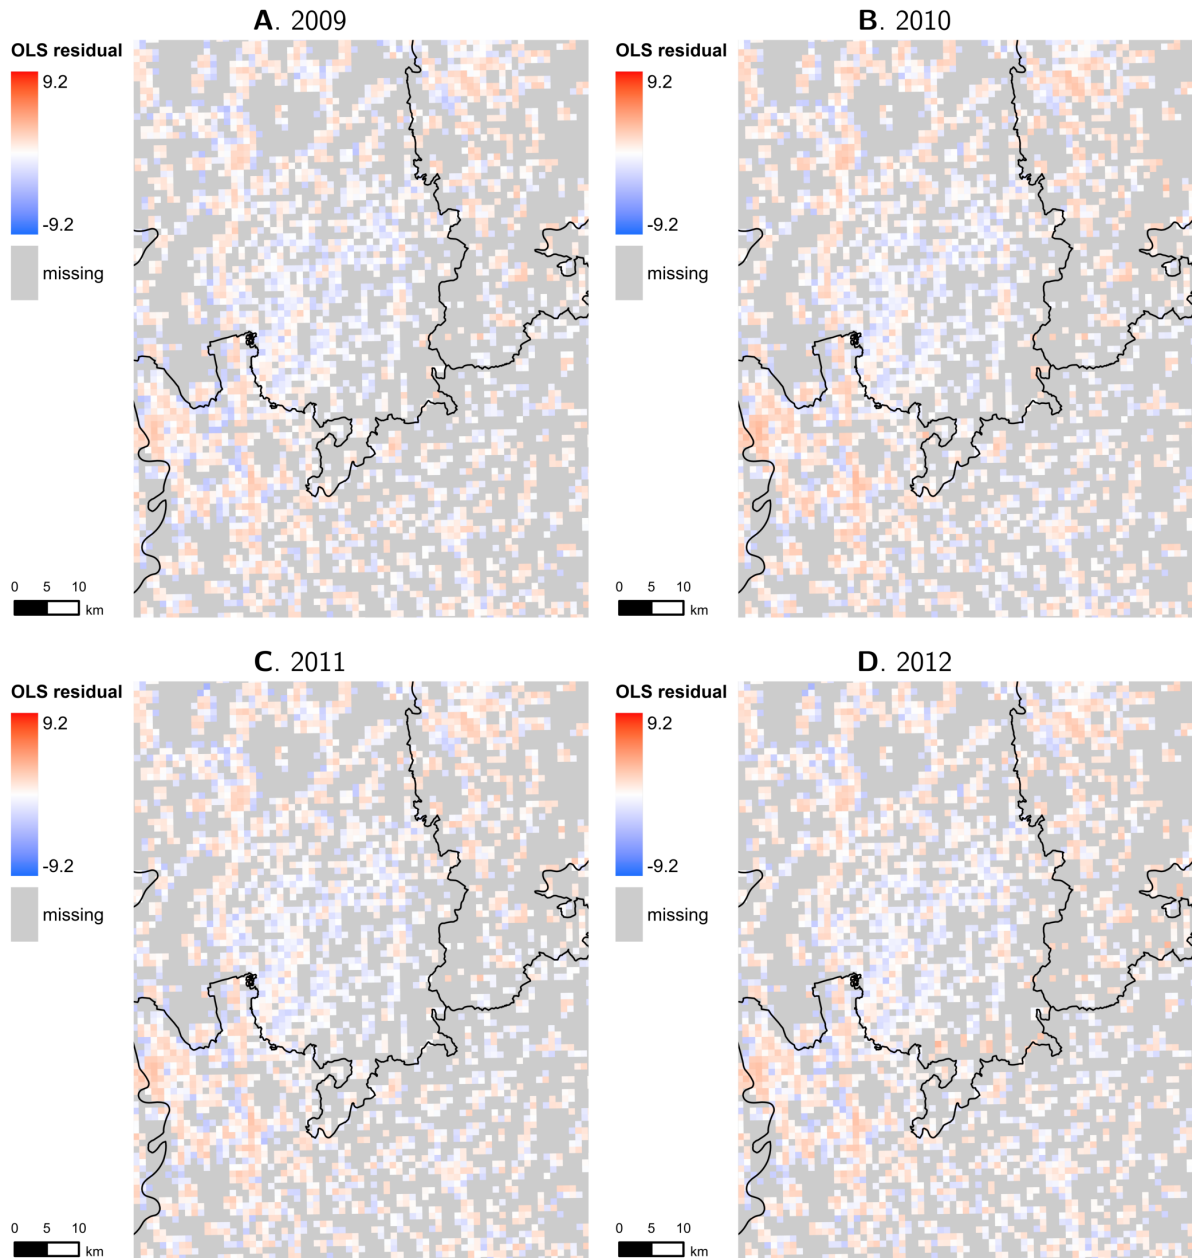 A. 2009
OLS residual
9.2
-9.2
missing
0 5 10
km
B. 2010
OLS residual
9.2
-9.2
missing
0 5 10
km
C. 2011
OLS residual
9.2
-9.2
missing
0 5 10
km
D. 2012
OLS residual
9.2
-9.2
missing
0 5 10
km